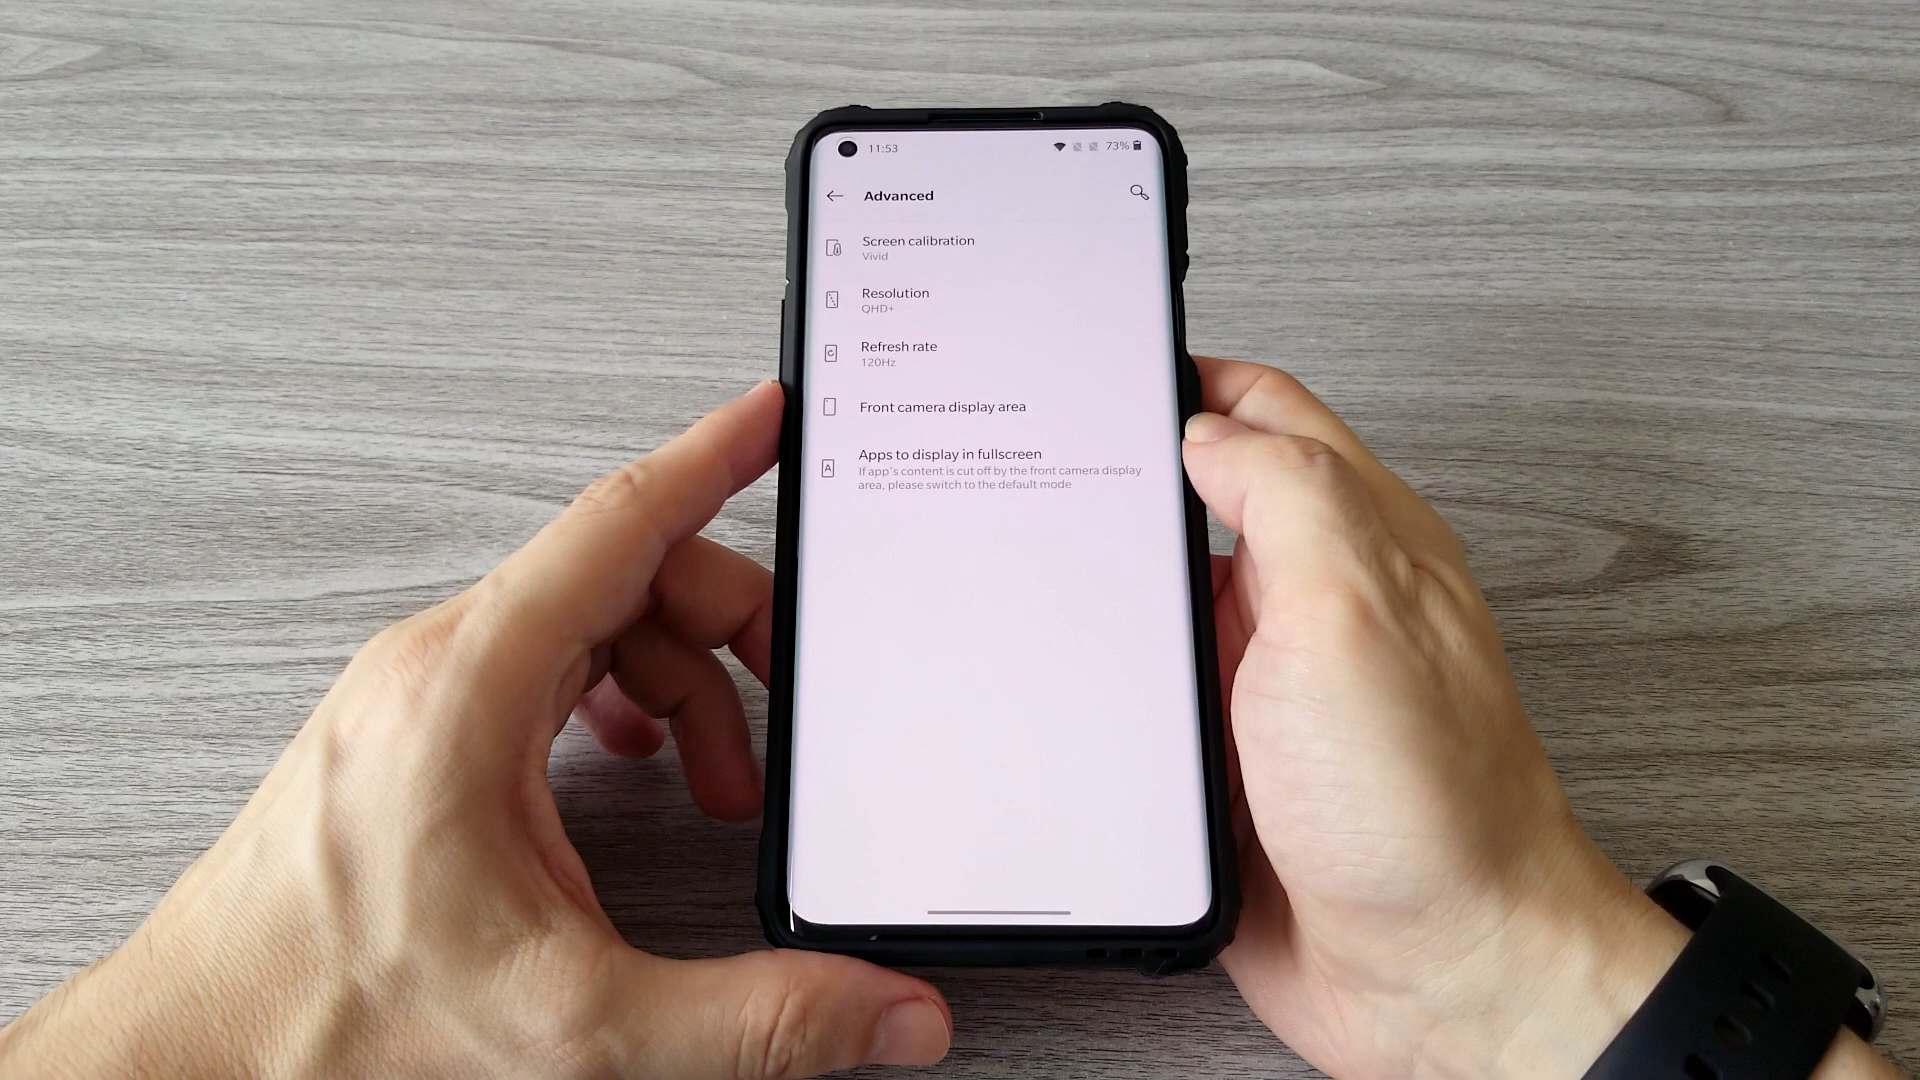 11:53
73%
Advanced
Screen calibration
Vivid
Resolution
QHD+
Refresh rate
120Hz
Front camera display area
Apps to display in fullscreen
If app's content is cut off by the front camera display
area, please switch to the default mode